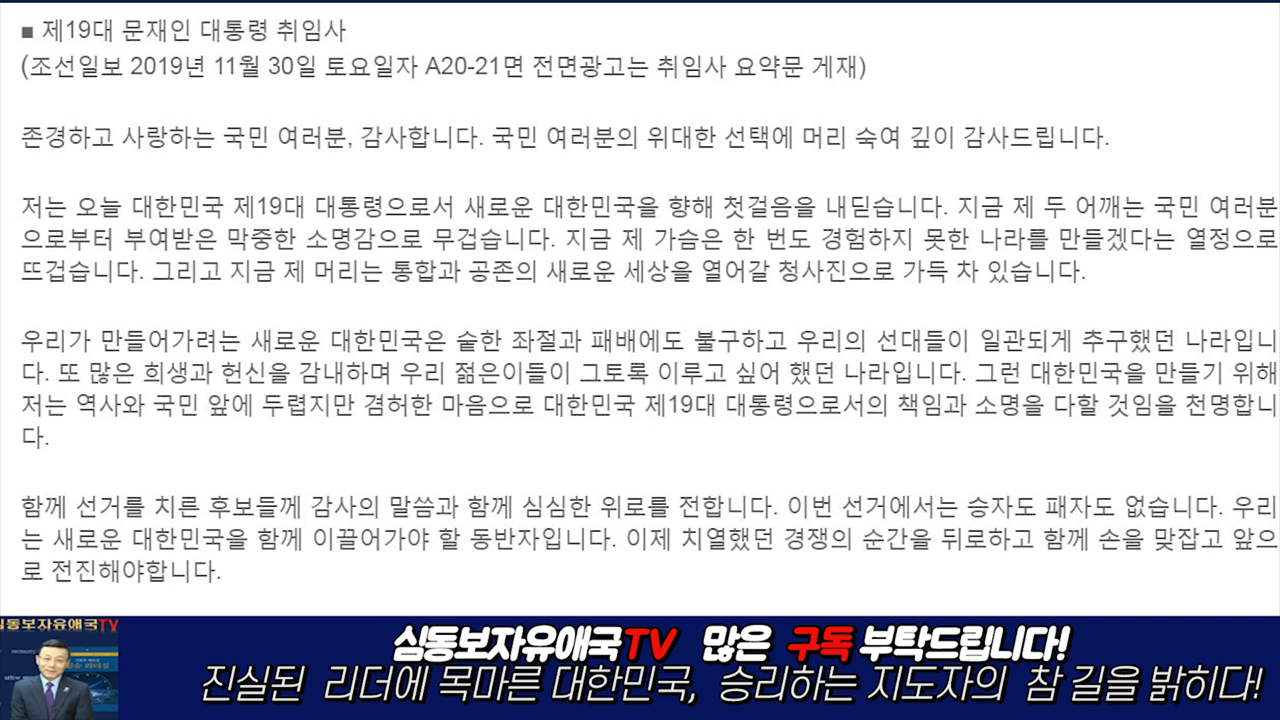 ■ 제19대 문재인 대통령 취임사
(조선일보 2019년 11월 30일 토요일자 A20-21면 전면광고는 취임사 요약문 게재)
존경하고 사랑하는 국민 여러분, 감사합니다. 국민 여러분의 위대한 선택에 머리 숙여 깊이 감사드립니다.
저는 오늘 대한민국 제19대 대통령으로서 새로운 대한민국을 향해 첫걸음을 내딛습니다. 지금 제 두 어깨는 국민 여러분
으로부터 부여받은 막중한 소명감으로 무겁습니다. 지금 제 가슴은 한 번도 경험하지 못한 나라를 만들겠다는 열정으로
뜨겁습니다. 그리고 지금 제 머리는 통합과 공존의 새로운 세상을 열어갈 청사진으로 가득 차 있습니다.
우리가 만들어가려는 새로운 대한민국은 숱한 좌절과 패배에도 불구하고 우리의 선대들이 일관되게 추구했던 나라입니
다. 또 많은 희생과 헌신을 감내하며 우리 젊은이들이 그토록 이루고 싶어 했던 나라입니다. 그런 대한민국을 만들기 위해
저는 역사와 국민 앞에 두렵지만 겸허한 마음으로 대한민국 제19대 대통령으로서의 책임과 소명을 다할 것임을 천명합니
다.
함께 선거를 치른 후보들께 감사의 말씀과 함께 심심한 위로를 전합니다. 이번 선거에서는 승자도 패자도 없습니다. 우리
는 새로운 대한민국을 함께 이끌어가야 할 동반자입니다. 이제 치열했던 경쟁의 순간을 뒤로하고 함께 손을 맞잡고 앞으
로 전진해야합니다.
심동보자유애국TV
심동보자유애국TV 많은 구독 부탁드립니다!
진실된 리더에 목마른 대한민국, 승리하는 지도자의 참 길을 밝히다!